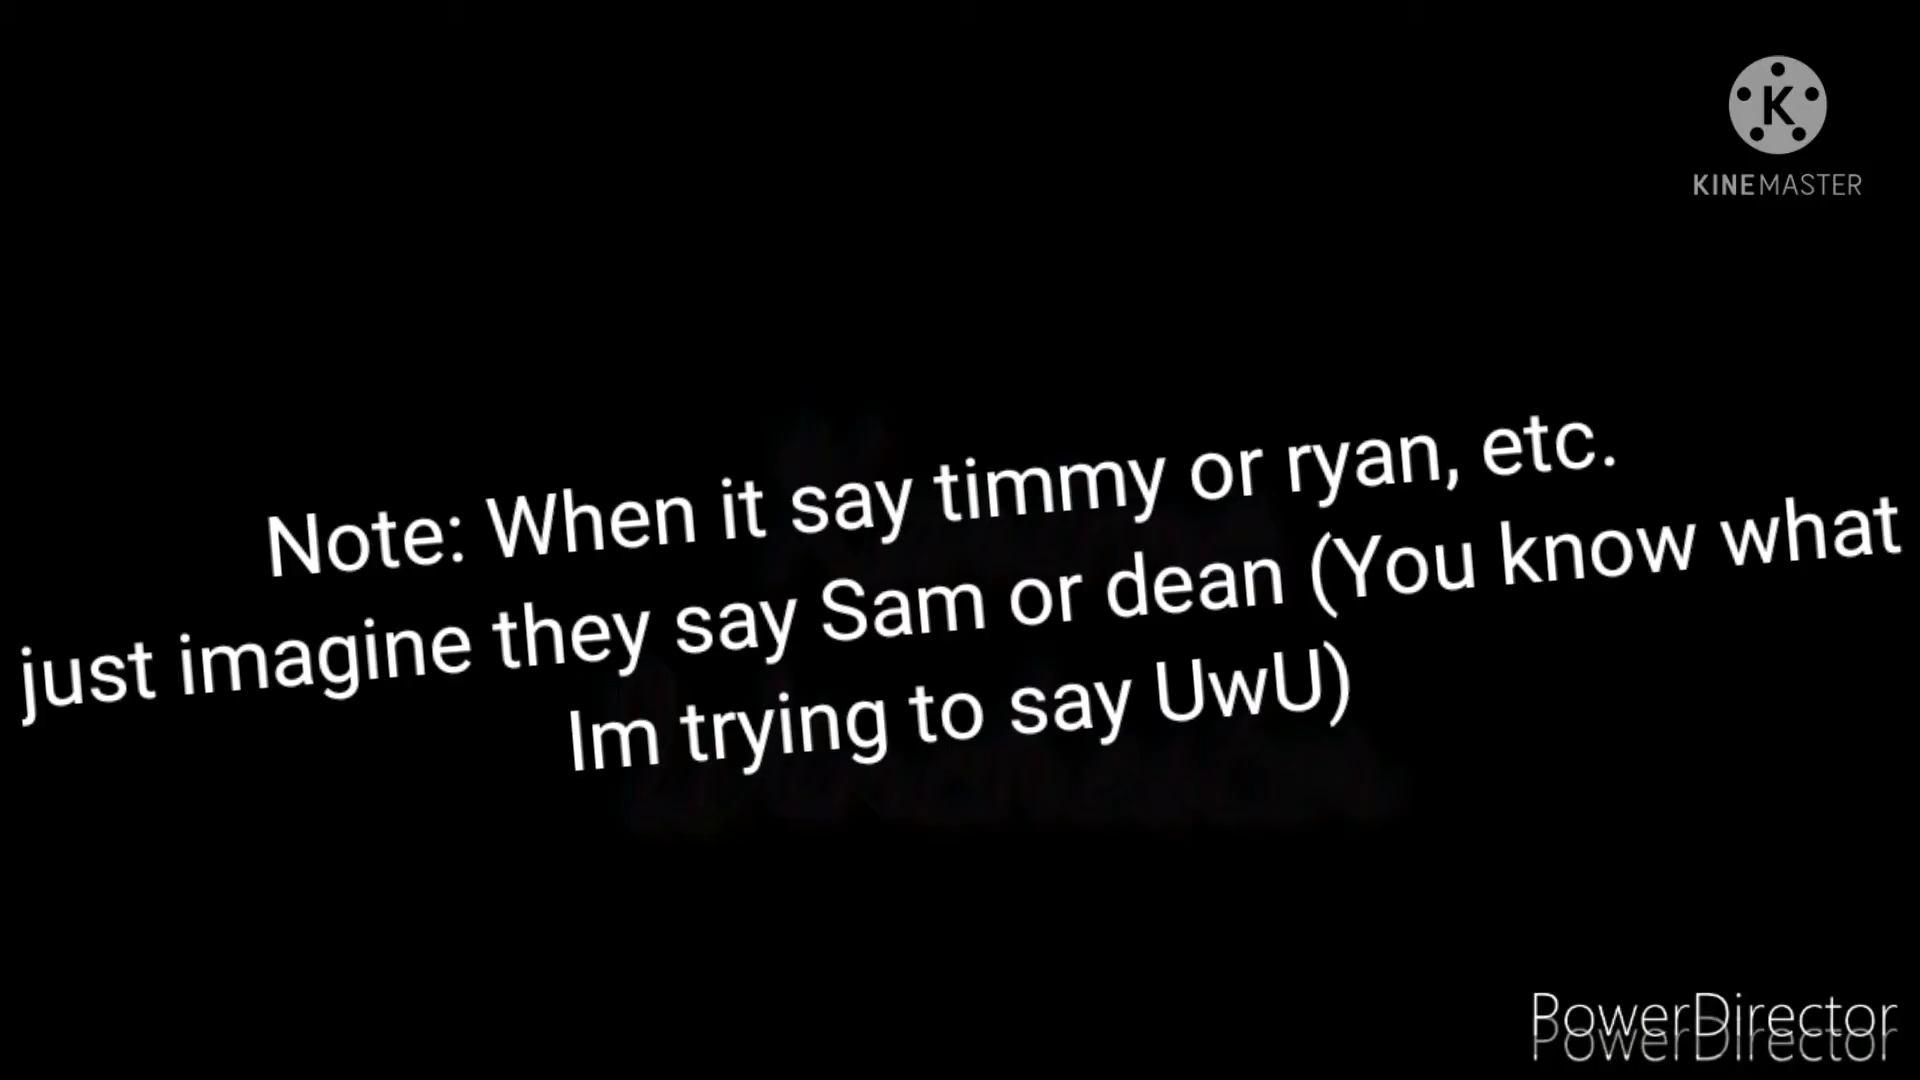 K
KINEMASTER
Note: When it say timmy or ryan, etc.
just imagine they say Sam or dean (You know what
Im trying to say UwU)
PowerDirector